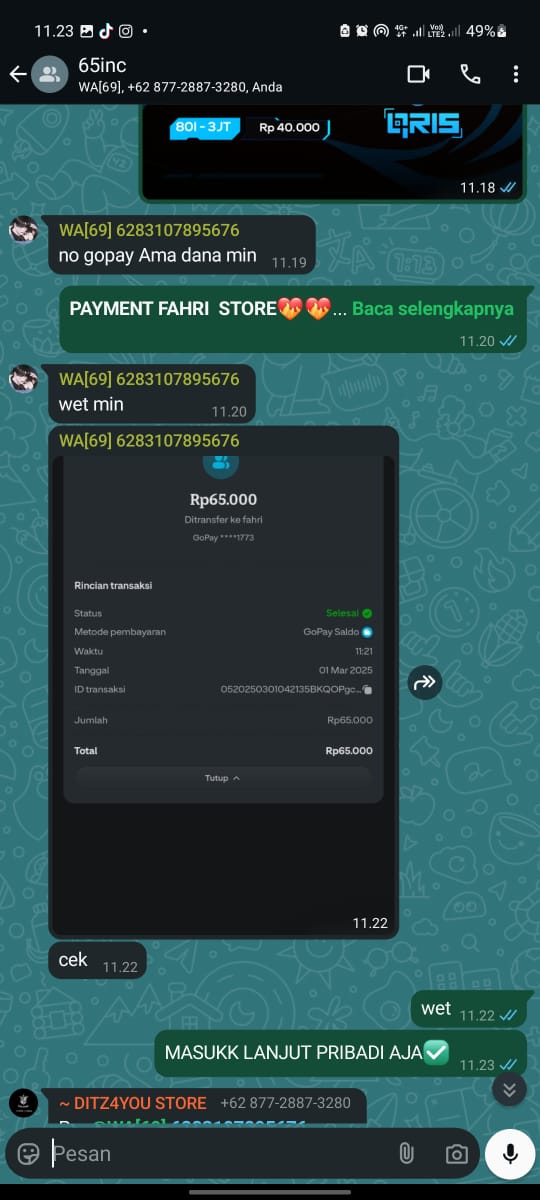 11.23
4G+
Vo))
LTE2
49%
65inc
WA[69], +62 877-2887-3280, Anda
80I - 3JT Rp 40.000
QRIS
11.18
WA[69] 6283107895676
no gopay Ama dana min 11.19
PAYMENT FAHRI STORE❤️‍🔥❤️‍🔥... Baca selengkapnya
11.20
WA[69] 6283107895676
wet min 11.20
WA[69] 6283107895676
Rp65.000
Ditransfer ke fahri
GoPay ****1773
Rincian transaksi
Status Selesai
Metode pembayaran GoPay Saldo
Waktu 11:21
Tanggal 01 Mar 2025
ID transaksi 0520250301042135BKQOPgc...
Jumlah Rp65.000
Total Rp65.000
Tutup
11.22
cek 11.22
wet 11.22
MASUKK LANJUT PRIBADI AJA✅
11.23
~ DITZ4YOU STORE +62 877-2887-3280
Pesan